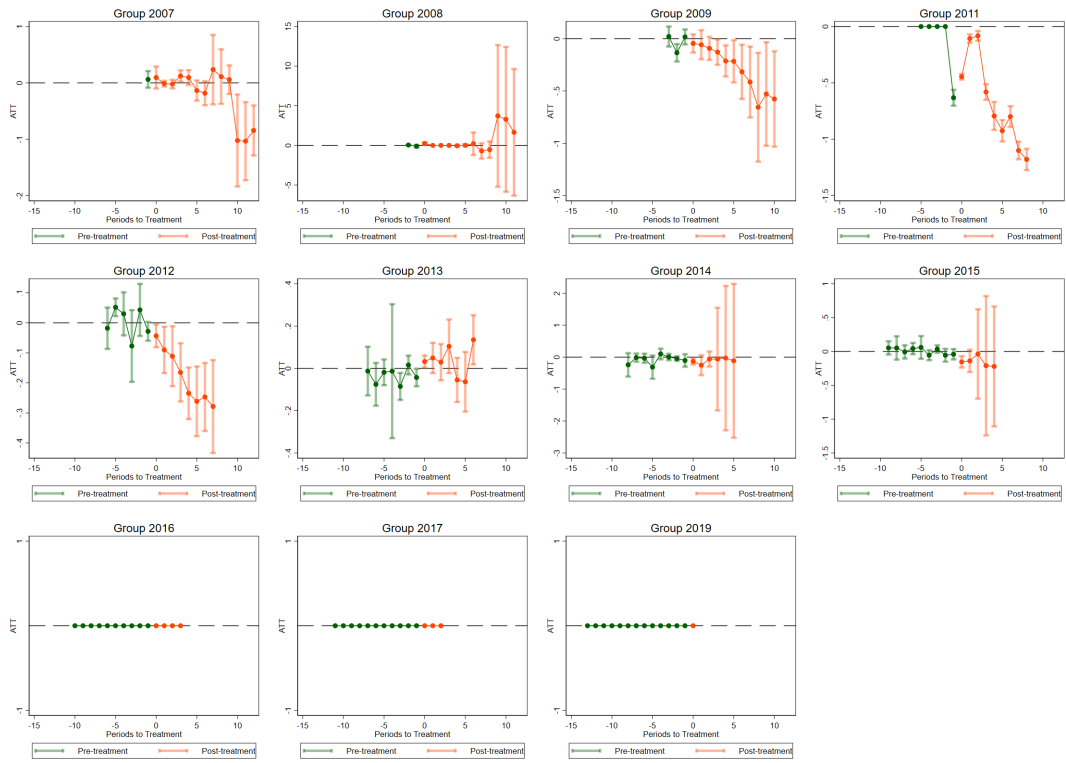 Group 2007
ATT
1
0
-1
-2
-15 -10 -5 0 5 10
Periods to Treatment
Pre-treatment Post-treatment
Group 2008
ATT
15
10
5
0
-5
-15 -10 -5 0 5 10
Periods to Treatment
Pre-treatment Post-treatment
Group 2009
ATT
0
-.5
-1
-1.5
-15 -10 -5 0 5 10
Periods to Treatment
Pre-treatment Post-treatment
Group 2011
ATT
0
-.5
-1
-1.5
-15 -10 -5 0 5 10
Periods to Treatment
Pre-treatment Post-treatment
Group 2012
ATT
.1
0
-.1
-.2
-.3
-.4
-15 -10 -5 0 5 10
Periods to Treatment
Pre-treatment Post-treatment
Group 2013
ATT
.4
.2
0
-.2
-.4
-15 -10 -5 0 5 10
Periods to Treatment
Pre-treatment Post-treatment
Group 2014
ATT
2
1
0
-1
-2
-3
-15 -10 -5 0 5 10
Periods to Treatment
Pre-treatment Post-treatment
Group 2015
ATT
1
.5
0
-.5
-1
-1.5
-15 -10 -5 0 5 10
Periods to Treatment
Pre-treatment Post-treatment
Group 2016
ATT
1
-1
-15 -10 -5 0 5 10
Periods to Treatment
Pre-treatment Post-treatment
Group 2017
ATT
1
-1
-15 -10 -5 0 5 10
Periods to Treatment
Pre-treatment Post-treatment
Group 2019
ATT
1
-1
-15 -10 -5 0 5 10
Periods to Treatment
Pre-treatment Post-treatment